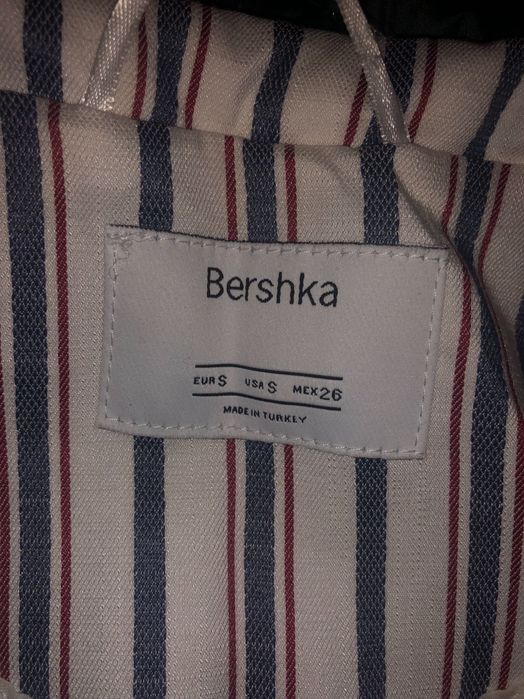 Bershka
EUR S USA S MEX 26
MADE IN TURKEY